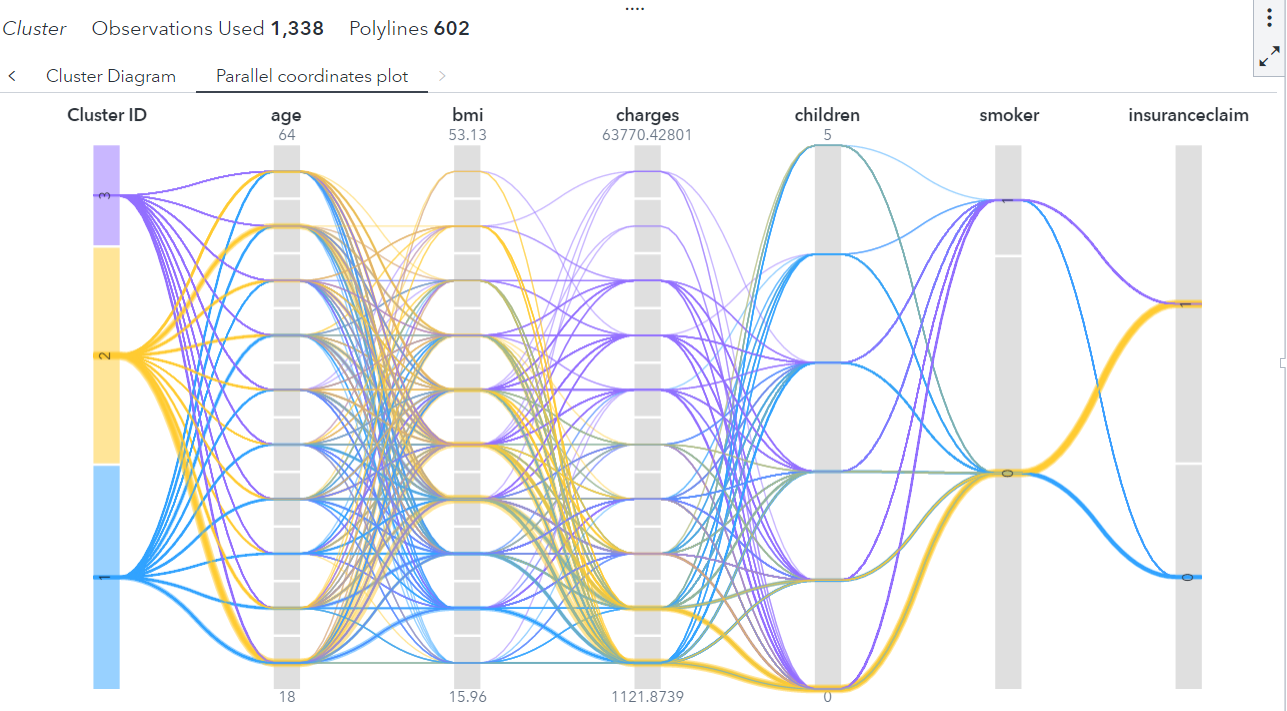 Cluster Observations Used 1,338 Polylines 602
Cluster Diagram Parallel coordinates plot
Cluster ID age bmi charges children smoker insuranceclaim
64 53.13 63770.42801 5
3
1
1
2
0
1
0
18 15.96 1121.8739 0